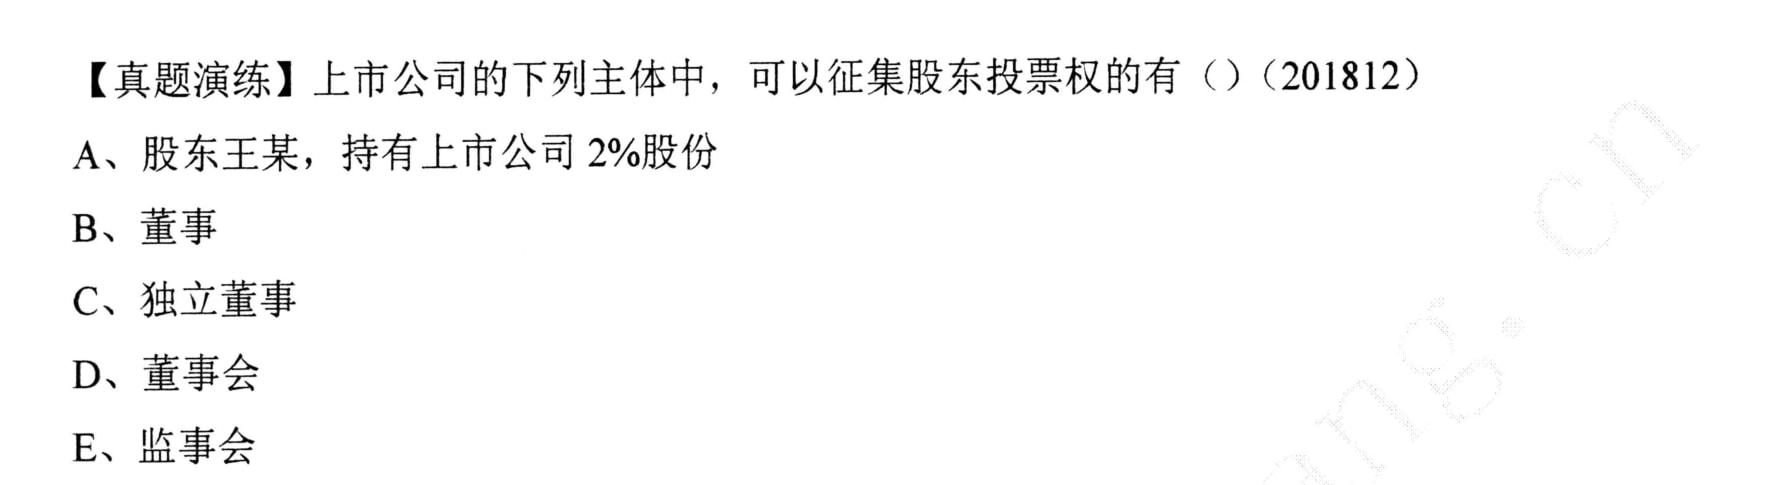 【真题演练】上市公司的下列主体中，可以征集股东投票权的有（）（201812）
A、股东王某，持有上市公司 2%股份
B、董事
C、独立董事
D、董事会
E、监事会
ang.cn